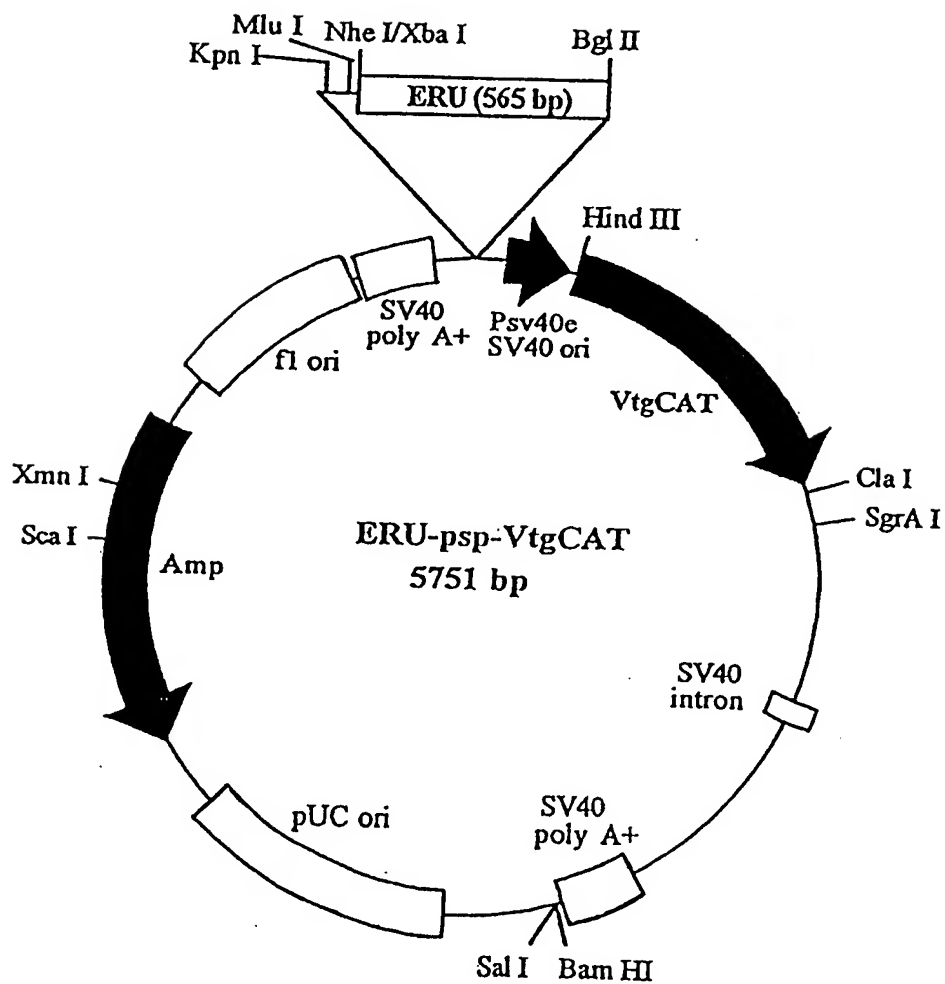 Mlu I
Nhe I/Xba I
Bgl II
Kpn I
ERU (565 bp)
Hind III
SV40
poly A+
Psv40e
SV40 ori
f1 ori
VtgCAT
Xmn I
Cla I
Sca I
SgrA I
ERU-psp-VtgCAT
5751 bp
Amp
SV40
intron
SV40
poly A+
pUC ori
Sal I
Bam HI